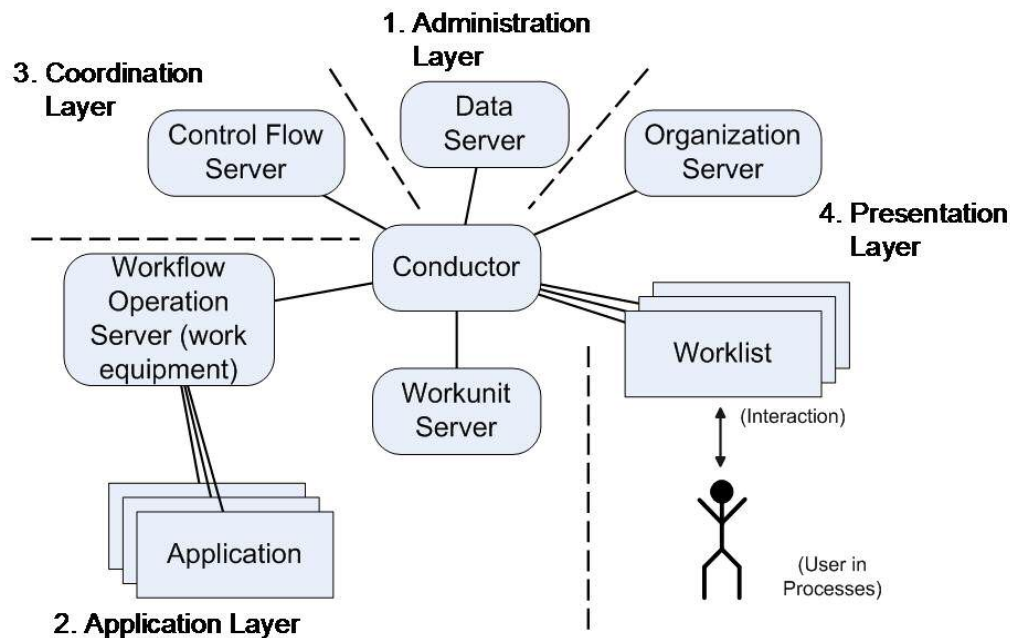 1. Administration
Layer
3. Coordination
Layer
Data
Server
Control Flow
Server
Organization
Server
4. Presentation
Layer
Conductor
Workflow
Operation
Server (work
equipment)
Worklist
Workunit
Server
(Interaction)
Application
(User in
Processes)
2. Application Layer